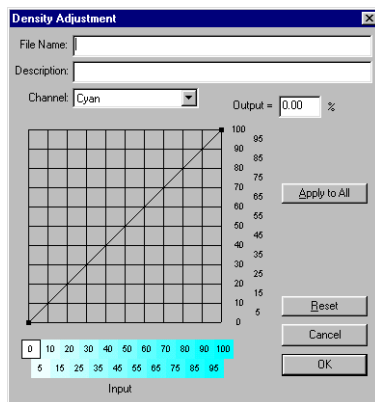 Density Adjustment
File Name:
Description:
Channel: Cyan
Output = 0.00 %
100
95
90
85
80
75
70
65
60
55
50
45
40
35
30
25
20
15
10
5
0
Apply to All
Reset
Cancel
OK
0 10 20 30 40 50 60 70 80 90 100
5 15 25 35 45 55 65 75 85 95
Input